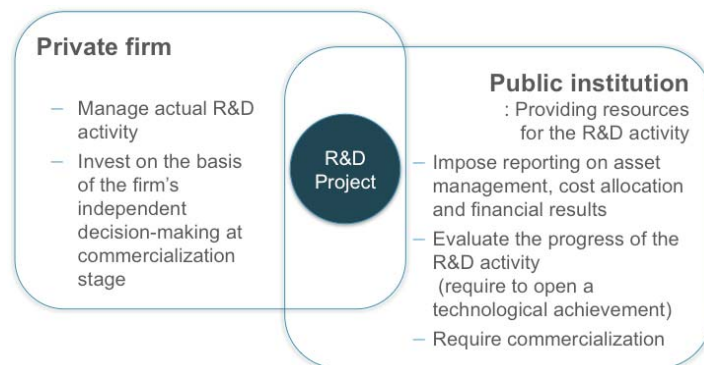 Private firm
– Manage actual R&D
activity
– Invest on the basis
of the firm's
independent
decision-making at
commercialization
stage
R&D
Project
Public institution
: Providing resources
for the R&D activity
– Impose reporting on asset
management, cost allocation
and financial results
– Evaluate the progress of the
R&D activity
(require to open a
technological achievement)
– Require commercialization